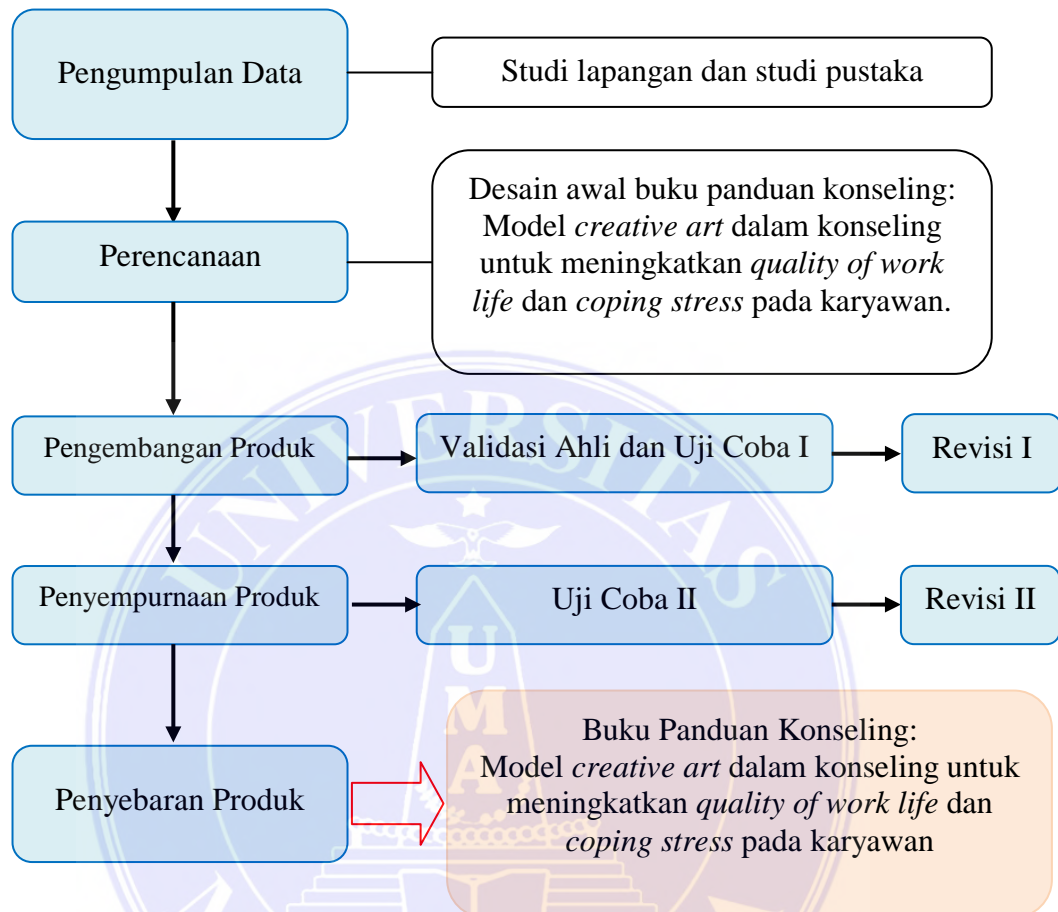 Pengumpulan Data
Studi lapangan dan studi pustaka
Perencanaan
Desain awal buku panduan konseling:
Model creative art dalam konseling
untuk meningkatkan quality of work
life dan coping stress pada karyawan.
Pengembangan Produk
Validasi Ahli dan Uji Coba I
Revisi I
Penyempurnaan Produk
Uji Coba II
Revisi II
Penyebaran Produk
Buku Panduan Konseling:
Model creative art dalam konseling untuk
meningkatkan quality of work life dan
coping stress pada karyawan
UNIVERSITAS
UMA